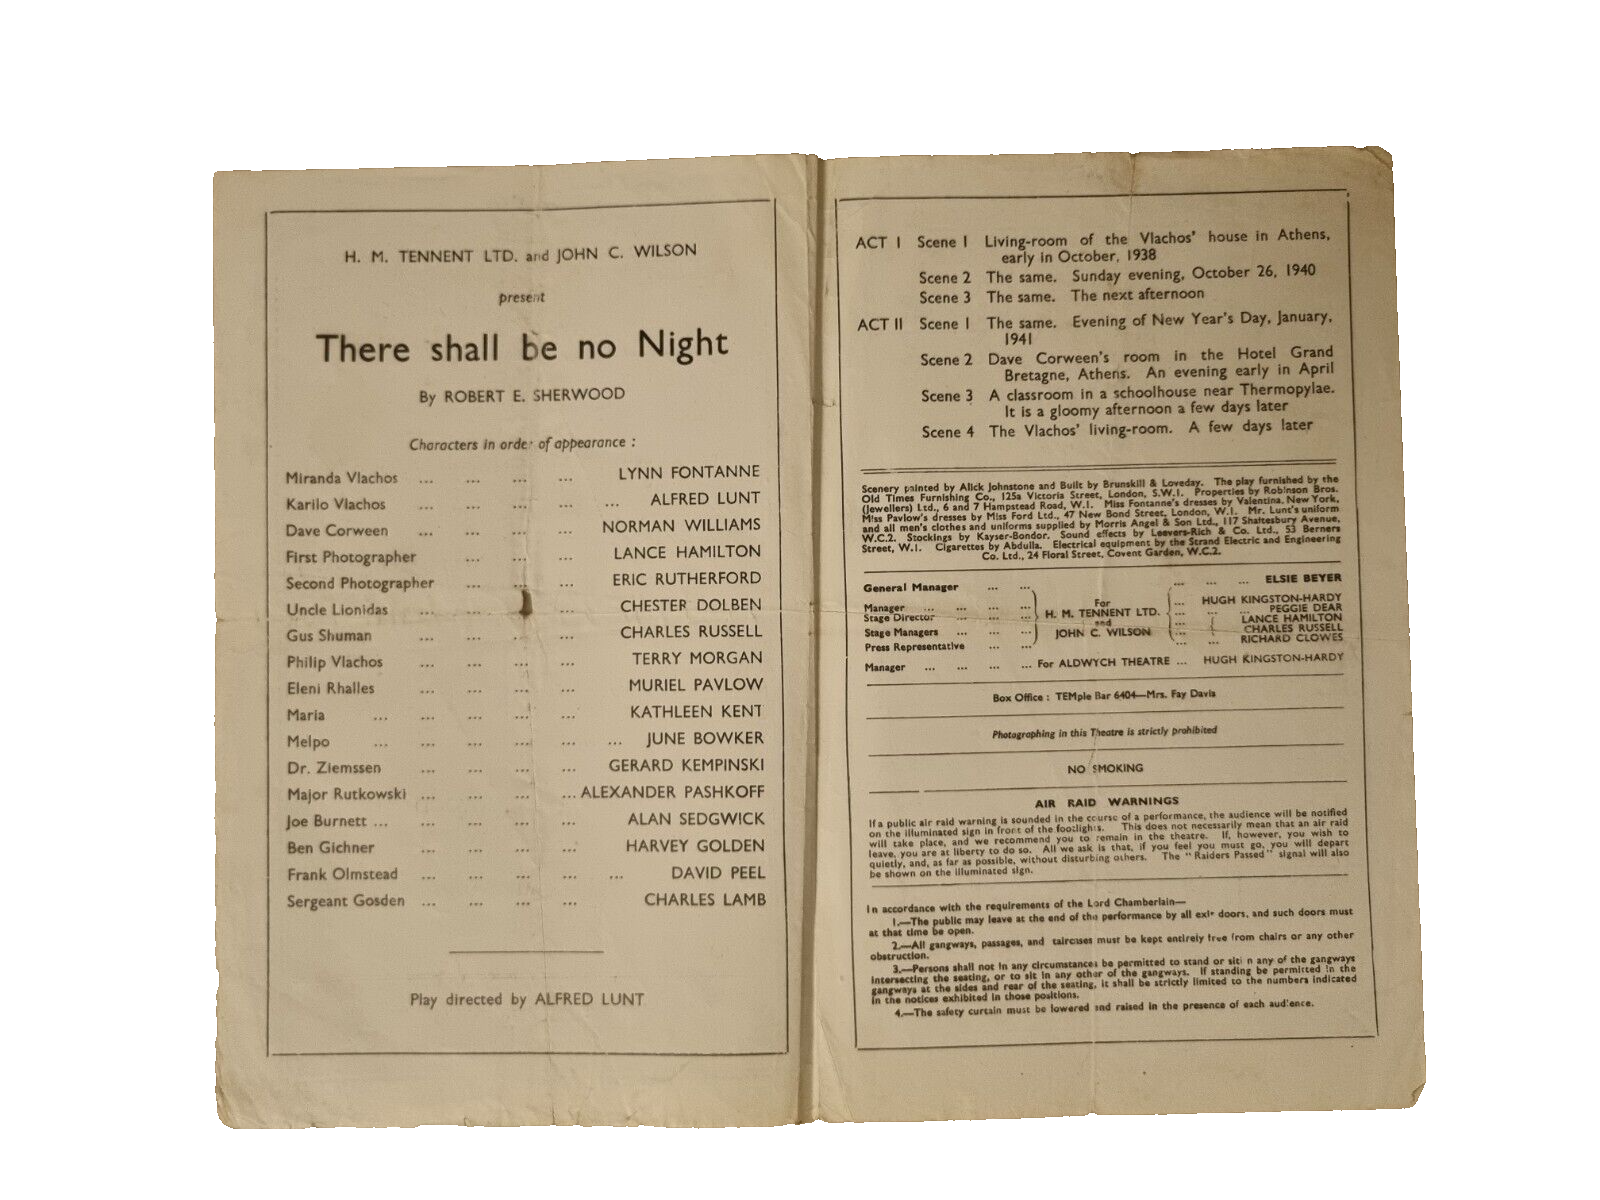 H. M. TENNENT LTD. and JOHN C. WILSON
present
There shall be no Night
By ROBERT E. SHERWOOD
Characters in order of appearance :
Miranda Vlachos ... ... ... ... LYNN FONTANNE
Karilo Vlachos ... ... ... ... ... ALFRED LUNT
Dave Corween ... ... ... ... NORMAN WILLIAMS
First Photographer ... ... ... LANCE HAMILTON
Second Photographer ... ... ... ERIC RUTHERFORD
Uncle Lionidas ... ... ... ... CHESTER DOLBEN
Gus Shuman ... ... ... ... CHARLES RUSSELL
Philip Vlachos ... ... ... ... TERRY MORGAN
Eleni Rhalles ... ... ... ... MURIEL PAVLOW
Maria ... ... ... ... ... KATHLEEN KENT
Melpo ... ... ... ... ... ... JUNE BOWKER
Dr. Ziemssen ... ... ... ... GERARD KEMPINSKI
Major Rutkowski ... ... ... ... ALEXANDER PASHKOFF
Joe Burnett ... ... ... ... ... ALAN SEDGWICK
Ben Gichner ... ... ... ... HARVEY GOLDEN
Frank Olmstead ... ... ... ... ... DAVID PEEL
Sergeant Gosden ... ... ... ... CHARLES LAMB
Play directed by ALFRED LUNT
ACT I Scene 1 Living-room of the Vlachos' house in Athens,
early in October, 1938
Scene 2 The same. Sunday evening, October 26, 1940
Scene 3 The same. The next afternoon
ACT II Scene 1 The same. Evening of New Year's Day, January,
1941
Scene 2 Dave Corween's room in the Hotel Grand
Bretagne, Athens. An evening early in April
Scene 3 A classroom in a schoolhouse near Thermopylae.
It is a gloomy afternoon a few days later
Scene 4 The Vlachos' living-room. A few days later
Scenery painted by Alick Johnstone and Built by Brunskill & Loveday. The play furnished by the
Old Times Furnishing Co., 125a Victoria Street, London, S.W.1. Properties by Robinson Bros.
(Jewellers) Ltd., 6 and 7 Hampstead Road, W.1. Miss Fontanne's dresses by Valentina, New York,
Miss Pavlow's dresses by Miss Ford Ltd., 47 New Bond Street, London, W.1. Mr. Lunt's uniform
and all men's clothes and uniforms supplied by Morris Angel & Son Ltd., 117 Shaftesbury Avenue,
W.C.2. Stockings by Kayser-Bondor. Sound effects by Leevers-Rich & Co. Ltd., 53 Berners
Street, W.1. Cigarettes by Abdulla. Electrical equipment by the Strand Electric and Engineering
Co. Ltd., 24 Floral Street, Covent Garden, W.C.2.
General Manager ... ... ... ... ... ELSIE BEYER
Manager ... ... ... ... HUGH KINGSTON-HARDY
Stage Director ... ... ... ... PEGGIE DEAR
For
H. M. TENNENT LTD.
and
JOHN C. WILSON
Stage Managers ... ... ... LANCE HAMILTON
CHARLES RUSSELL
Press Representative ... ... ... RICHARD CLOWES
Manager ... ... ... ... For ALDWYCH THEATRE ... HUGH KINGSTON-HARDY
Box Office : TEMple Bar 6404—Mrs. Fay Davis
Photographing in this Theatre is strictly prohibited
NO SMOKING
AIR RAID WARNINGS
If a public air raid warning is sounded in the course of a performance, the audience will be notified
on the illuminated sign in front of the footlights. This does not necessarily mean that an air raid
will take place, and we recommend you to remain in the theatre. If, however, you wish to
leave, you are at liberty to do so. All we ask is that, if you feel you must go, you will depart
quietly, and, as far as possible, without disturbing others. The "Raiders Passed" signal will also
be shown on the illuminated sign.
In accordance with the requirements of the Lord Chamberlain—
1.—The public may leave at the end of the performance by all exit doors, and such doors must
at that time be open.
2.—All gangways, passages, and taircases must be kept entirely free from chairs or any other
obstruction.
3.—Persons shall not in any circumstances be permitted to stand or sit in any of the gangways
intersecting the seating, or to sit in any other of the gangways. If standing be permitted in the
gangways at the sides and rear of the seating, it shall be strictly limited to the numbers indicated
in the notices exhibited in those positions.
4.—The safety curtain must be lowered and raised in the presence of each audience.